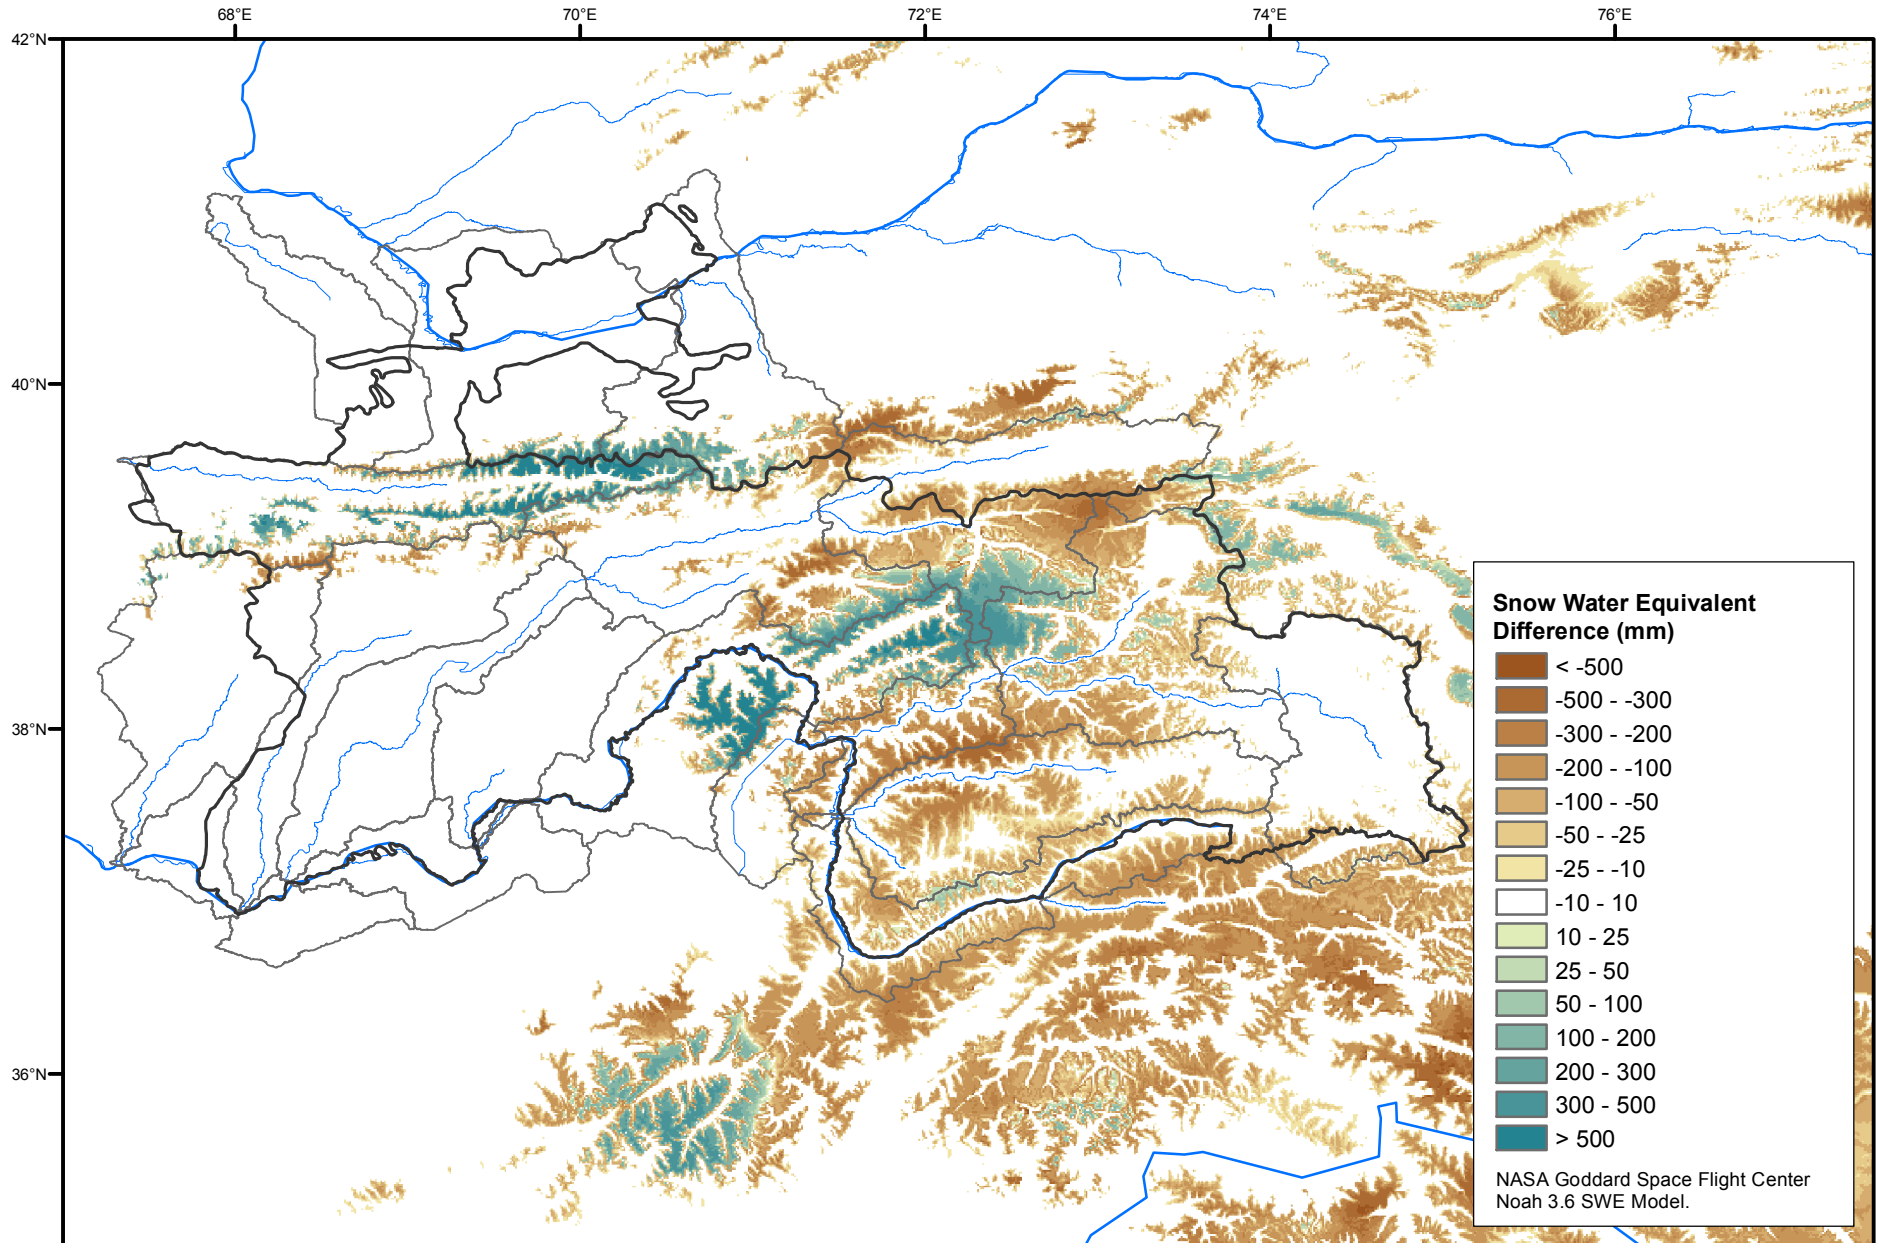 68°E 70°E 72°E 74°E 76°E
42°N
40°N
38°N
36°N
Snow Water Equivalent
Difference (mm)
< -500
-500 - -300
-300 - -200
-200 - -100
-100 - -50
-50 - -25
-25 - -10
-10 - 10
10 - 25
25 - 50
50 - 100
100 - 200
200 - 300
300 - 500
> 500
NASA Goddard Space Flight Center
Noah 3.6 SWE Model.